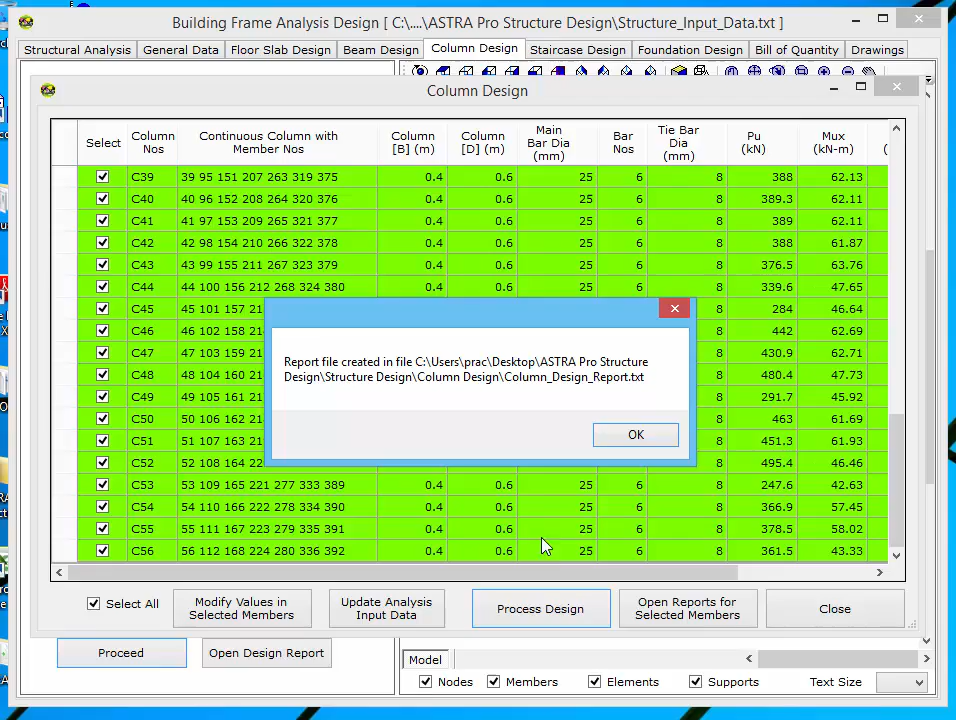 Building Frame Analysis Design [ C:\....\ASTRA Pro Structure Design\Structure_Input_Data.txt ]
Structural Analysis General Data Floor Slab Design Beam Design Column Design Staircase Design Foundation Design Bill of Quantity Drawings
Column Design
Select Column Nos Continuous Column with Member Nos Column [B] (m) Column [D] (m) Main Bar Dia (mm) Bar Nos Tie Bar Dia (mm) Pu (kN) Mux (kN-m)
C39 39 95 151 207 263 319 375 0.4 0.6 25 6 8 388 62.13
C40 40 96 152 208 264 320 376 0.4 0.6 25 6 8 389.3 62.11
C41 41 97 153 209 265 321 377 0.4 0.6 25 6 8 389 62.11
C42 42 98 154 210 266 322 378 0.4 0.6 25 6 8 388 61.87
C43 43 99 155 211 267 323 379 0.4 0.6 25 6 8 376.5 63.76
C44 44 100 156 212 268 324 380 0.4 0.6 25 6 8 339.6 47.65
C45 45 101 157 284 46.64
C46 46 102 158 442 62.69
C47 47 103 159 430.9 62.71
C48 48 104 160 480.4 47.73
C49 49 105 161 291.7 45.92
C50 50 106 162 463 61.69
C51 51 107 163 451.3 61.93
C52 52 108 164 495.4 46.46
C53 53 109 165 221 277 333 389 0.4 0.6 25 6 8 247.6 42.63
C54 54 110 166 222 278 334 390 0.4 0.6 25 6 8 366.9 57.45
C55 55 111 167 223 279 335 391 0.4 0.6 25 6 8 378.5 58.02
C56 56 112 168 224 280 336 392 0.4 0.6 25 6 8 361.5 43.33
Report file created in file C:\Users\prac\Desktop\ASTRA Pro Structure
Design\Structure Design\Column Design\Column_Design_Report.txt
OK
Select All
Modify Values in
Selected Members
Update Analysis
Input Data
Process Design
Open Reports for
Selected Members
Close
Proceed
Open Design Report
Model
Nodes Members Elements Supports Text Size